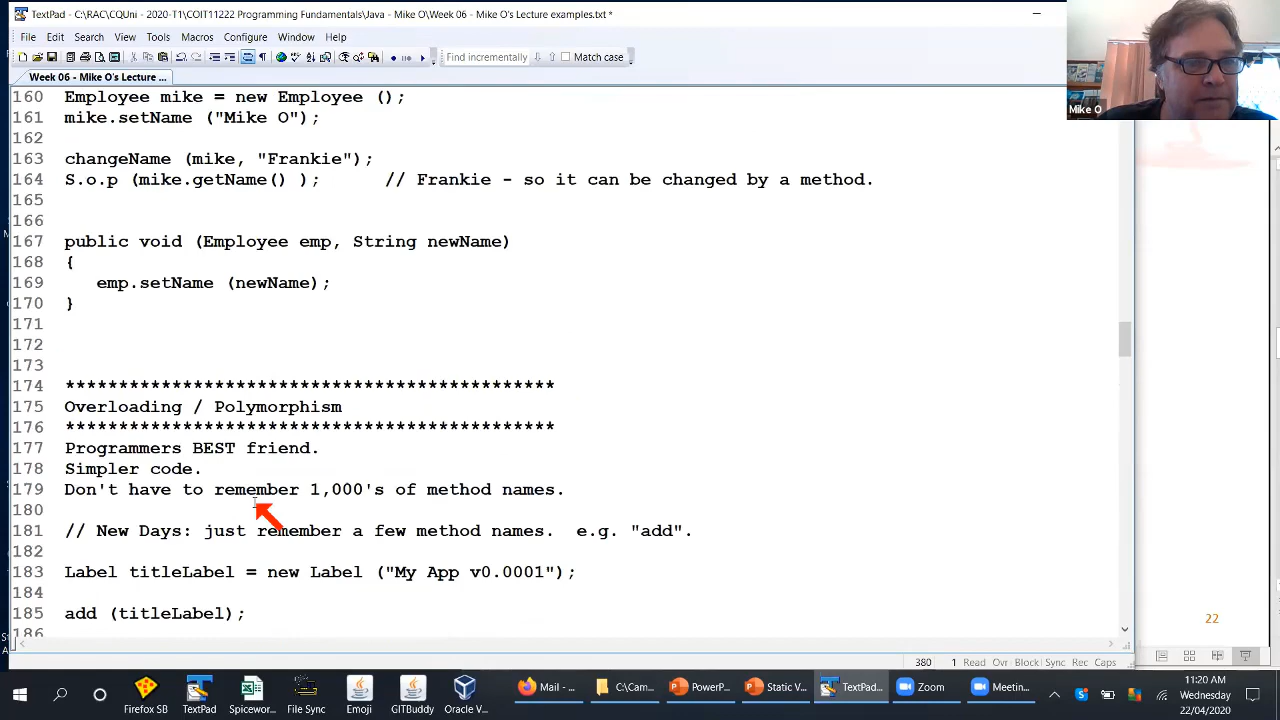 TextPad - C:\RAC\CQUni - 2020-T1\COIT11222 Programming Fundamentals\Java - Mike O\Week 06 - Mike O's Lecture examples.txt *
File Edit Search View Tools Macros Configure Window Help
Find incrementally Match case
Week 06 - Mike O's Lecture ...
Mike O
160 Employee mike = new Employee ();
161 mike.setName ("Mike O");
162
163 changeName (mike, "Frankie");
164 S.o.p (mike.getName() ); // Frankie - so it can be changed by a method.
165
166
167 public void (Employee emp, String newName)
168 {
169 emp.setName (newName);
170 }
171
172
173
174 **********************************************
175 Overloading / Polymorphism
176 **********************************************
177 Programmers BEST friend.
178 Simpler code.
179 Don't have to remember 1,000's of method names.
180
181 // New Days: just remember a few method names. e.g. "add".
182
183 Label titleLabel = new Label ("My App v0.0001");
184
185 add (titleLabel);
186
22
380 1 Read Ovr Block Sync Rec Caps
Firefox SB TextPad Spicewor... File Sync Emoji GITBuddy Oracle V...
Mail - ... C:\Cam... PowerP... Static V... TextPad... Zoom Meetin...
11:20 AM
Wednesday
22/04/2020